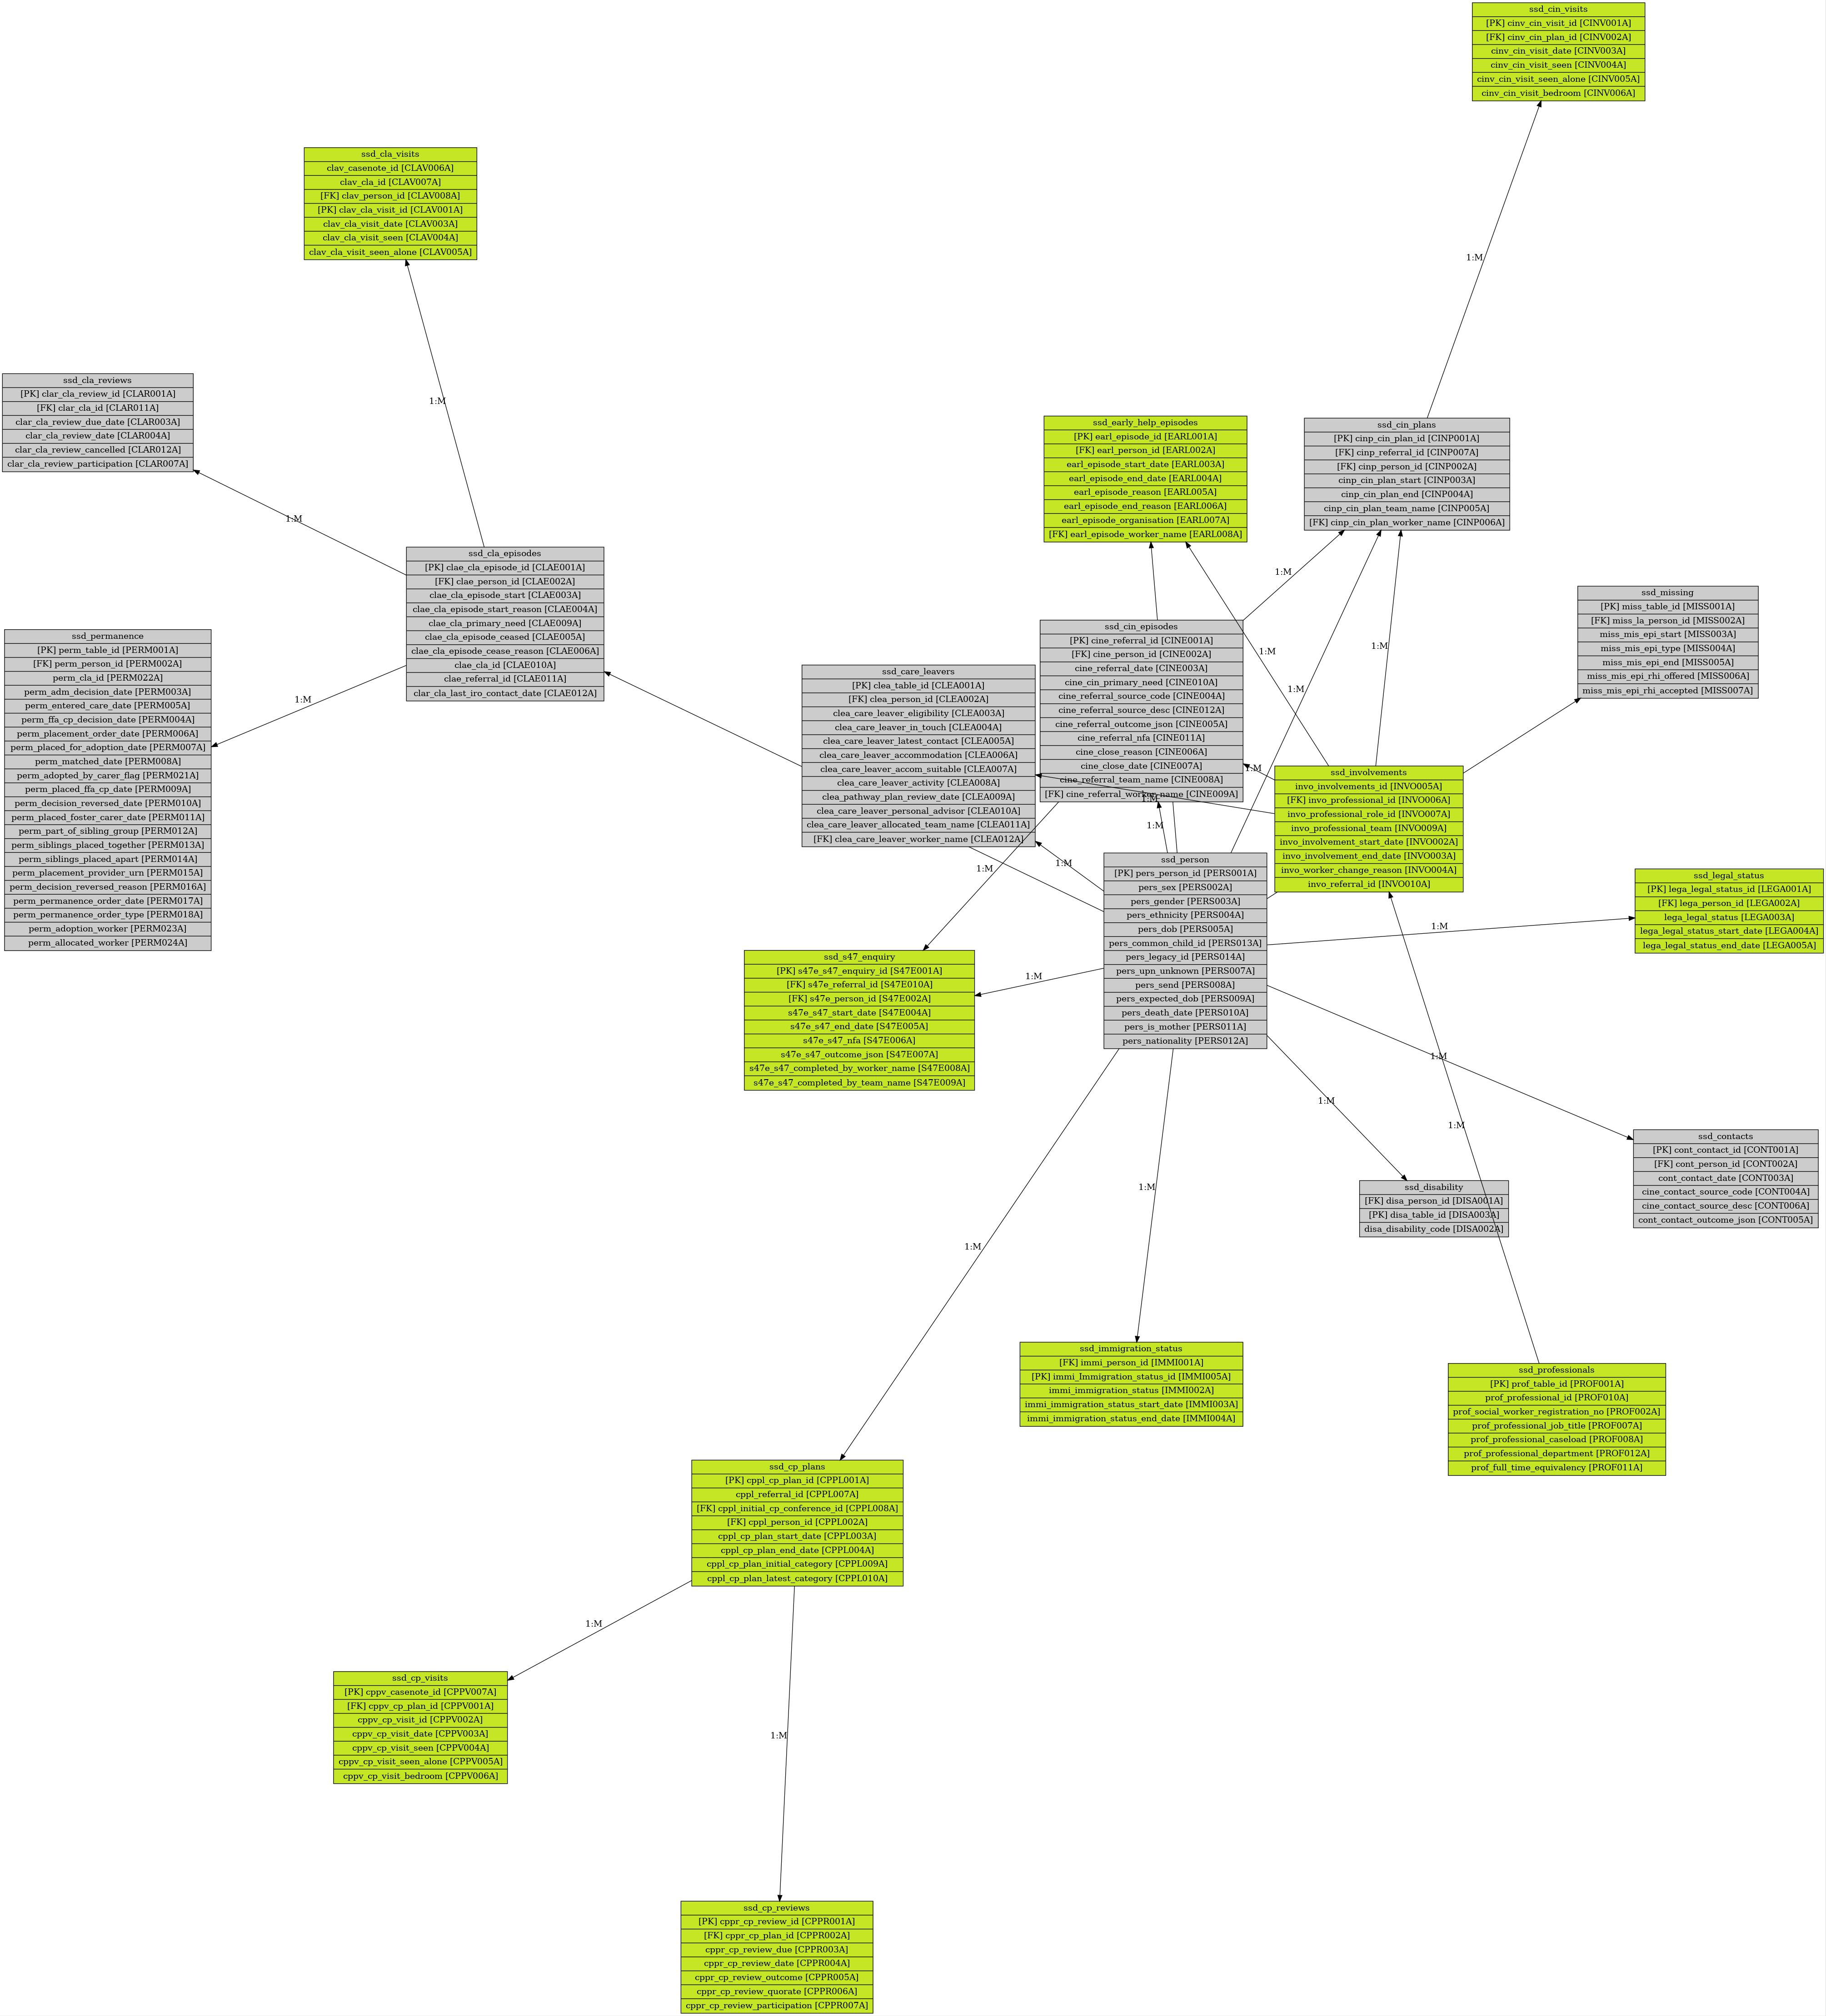 ssd_cin_visits
[PK] cinv_cin_visit_id [CINV001A]
[FK] cinv_cin_plan_id [CINV002A]
cinv_cin_visit_date [CINV003A]
cinv_cin_visit_seen [CINV004A]
cinv_cin_visit_seen_alone [CINV005A]
cinv_cin_visit_bedroom [CINV006A]
1:M
ssd_cla_visits
clav_casenote_id [CLAV006A]
clav_cla_id [CLAV007A]
[FK] clav_person_id [CLAV008A]
[PK] clav_cla_visit_id [CLAV001A]
clav_cla_visit_date [CLAV003A]
clav_cla_visit_seen [CLAV004A]
clav_cla_visit_seen_alone [CLAV005A]
1:M
ssd_cla_reviews
[PK] clar_cla_review_id [CLAR001A]
[FK] clar_cla_id [CLAR011A]
clar_cla_review_due_date [CLAR003A]
clar_cla_review_date [CLAR004A]
clar_cla_review_cancelled [CLAR012A]
clar_cla_review_participation [CLAR007A]
1:M
ssd_early_help_episodes
[PK] earl_episode_id [EARL001A]
[FK] earl_person_id [EARL002A]
earl_episode_start_date [EARL003A]
earl_episode_end_date [EARL004A]
earl_episode_reason [EARL005A]
earl_episode_end_reason [EARL006A]
earl_episode_organisation [EARL007A]
[FK] earl_episode_worker_name [EARL008A]
ssd_cin_plans
[PK] cinp_cin_plan_id [CINP001A]
[FK] cinp_referral_id [CINP007A]
[FK] cinp_person_id [CINP002A]
cinp_cin_plan_start [CINP003A]
cinp_cin_plan_end [CINP004A]
cinp_cin_plan_team_name [CINP005A]
[FK] cinp_cin_plan_worker_name [CINP006A]
1:M
1:M
1:M
1:M
ssd_cla_episodes
[PK] clae_cla_episode_id [CLAE001A]
[FK] clae_person_id [CLAE002A]
clae_cla_episode_start [CLAE003A]
clae_cla_episode_start_reason [CLAE004A]
clae_cla_primary_need [CLAE009A]
clae_cla_episode_ceased [CLAE005A]
clae_cla_episode_cease_reason [CLAE006A]
clae_cla_id [CLAE010A]
clae_referral_id [CLAE011A]
clar_cla_last_iro_contact_date [CLAE012A]
1:M
ssd_missing
[PK] miss_table_id [MISS001A]
[FK] miss_la_person_id [MISS002A]
miss_mis_epi_start [MISS003A]
miss_mis_epi_type [MISS004A]
miss_mis_epi_end [MISS005A]
miss_mis_epi_rhi_offered [MISS006A]
miss_mis_epi_rhi_accepted [MISS007A]
ssd_permanence
[PK] perm_table_id [PERM001A]
[FK] perm_person_id [PERM002A]
perm_cla_id [PERM022A]
perm_adm_decision_date [PERM003A]
perm_entered_care_date [PERM005A]
perm_ffa_cp_decision_date [PERM004A]
perm_placement_order_date [PERM006A]
perm_placed_for_adoption_date [PERM007A]
perm_matched_date [PERM008A]
perm_adopted_by_carer_flag [PERM021A]
perm_placed_ffa_cp_date [PERM009A]
perm_decision_reversed_date [PERM010A]
perm_placed_foster_carer_date [PERM011A]
perm_part_of_sibling_group [PERM012A]
perm_siblings_placed_together [PERM013A]
perm_siblings_placed_apart [PERM014A]
perm_placement_provider_urn [PERM015A]
perm_decision_reversed_reason [PERM016A]
perm_permanence_order_date [PERM017A]
perm_permanence_order_type [PERM018A]
perm_adoption_worker [PERM023A]
perm_allocated_worker [PERM024A]
ssd_cin_episodes
[PK] cine_referral_id [CINE001A]
[FK] cine_person_id [CINE002A]
cine_referral_date [CINE003A]
cine_cin_primary_need [CINE010A]
cine_referral_source_code [CINE004A]
cine_referral_source_desc [CINE012A]
cine_referral_outcome_json [CINE005A]
cine_referral_nfa [CINE011A]
cine_close_reason [CINE006A]
cine_close_date [CINE007A]
cine_referral_team_name [CINE008A]
[FK] cine_referral_worker_name [CINE009A]
ssd_care_leavers
[PK] clea_table_id [CLEA001A]
[FK] clea_person_id [CLEA002A]
clea_care_leaver_eligibility [CLEA003A]
clea_care_leaver_in_touch [CLEA004A]
clea_care_leaver_latest_contact [CLEA005A]
clea_care_leaver_accommodation [CLEA006A]
clea_care_leaver_accom_suitable [CLEA007A]
clea_care_leaver_activity [CLEA008A]
clea_pathway_plan_review_date [CLEA009A]
clea_care_leaver_personal_advisor [CLEA010A]
clea_care_leaver_allocated_team_name [CLEA011A]
[FK] clea_care_leaver_worker_name [CLEA012A]
1:M
1:M
1:M
1:M
1:M
ssd_involvements
invo_involvements_id [INVO005A]
[FK] invo_professional_id [INVO006A]
invo_professional_role_id [INVO007A]
invo_professional_team [INVO009A]
invo_involvement_start_date [INVO002A]
invo_involvement_end_date [INVO003A]
invo_worker_change_reason [INVO004A]
invo_referral_id [INVO010A]
ssd_person
[PK] pers_person_id [PERS001A]
pers_sex [PERS002A]
pers_gender [PERS003A]
pers_ethnicity [PERS004A]
pers_dob [PERS005A]
pers_common_child_id [PERS013A]
pers_legacy_id [PERS014A]
pers_upn_unknown [PERS007A]
pers_send [PERS008A]
pers_expected_dob [PERS009A]
pers_death_date [PERS010A]
pers_is_mother [PERS011A]
pers_nationality [PERS012A]
ssd_legal_status
[PK] lega_legal_status_id [LEGA001A]
[FK] lega_person_id [LEGA002A]
lega_legal_status [LEGA003A]
lega_legal_status_start_date [LEGA004A]
lega_legal_status_end_date [LEGA005A]
1:M
ssd_s47_enquiry
[PK] s47e_s47_enquiry_id [S47E001A]
[FK] s47e_referral_id [S47E010A]
[FK] s47e_person_id [S47E002A]
s47e_s47_start_date [S47E004A]
s47e_s47_end_date [S47E005A]
s47e_s47_nfa [S47E006A]
s47e_s47_outcome_json [S47E007A]
s47e_s47_completed_by_worker_name [S47E008A]
s47e_s47_completed_by_team_name [S47E009A]
1:M
1:M
1:M
1:M
1:M
1:M
ssd_contacts
[PK] cont_contact_id [CONT001A]
[FK] cont_person_id [CONT002A]
cont_contact_date [CONT003A]
cine_contact_source_code [CONT004A]
cine_contact_source_desc [CONT006A]
cont_contact_outcome_json [CONT005A]
ssd_disability
[FK] disa_person_id [DISA001A]
[PK] disa_table_id [DISA003A]
disa_disability_code [DISA002A]
ssd_immigration_status
[FK] immi_person_id [IMMI001A]
[PK] immi_Immigration_status_id [IMMI005A]
immi_immigration_status [IMMI002A]
immi_immigration_status_start_date [IMMI003A]
immi_immigration_status_end_date [IMMI004A]
ssd_professionals
[PK] prof_table_id [PROF001A]
prof_professional_id [PROF010A]
prof_social_worker_registration_no [PROF002A]
prof_professional_job_title [PROF007A]
prof_professional_caseload [PROF008A]
prof_professional_department [PROF012A]
prof_full_time_equivalency [PROF011A]
ssd_cp_plans
[PK] cppl_cp_plan_id [CPPL001A]
cppl_referral_id [CPPL007A]
[FK] cppl_initial_cp_conference_id [CPPL008A]
[FK] cppl_person_id [CPPL002A]
cppl_cp_plan_start_date [CPPL003A]
cppl_cp_plan_end_date [CPPL004A]
cppl_cp_plan_initial_category [CPPL009A]
cppl_cp_plan_latest_category [CPPL010A]
1:M
1:M
ssd_cp_visits
[PK] cppv_casenote_id [CPPV007A]
[FK] cppv_cp_plan_id [CPPV001A]
cppv_cp_visit_id [CPPV002A]
cppv_cp_visit_date [CPPV003A]
cppv_cp_visit_seen [CPPV004A]
cppv_cp_visit_seen_alone [CPPV005A]
cppv_cp_visit_bedroom [CPPV006A]
ssd_cp_reviews
[PK] cppr_cp_review_id [CPPR001A]
[FK] cppr_cp_plan_id [CPPR002A]
cppr_cp_review_due [CPPR003A]
cppr_cp_review_date [CPPR004A]
cppr_cp_review_outcome [CPPR005A]
cppr_cp_review_quorate [CPPR006A]
cppr_cp_review_participation [CPPR007A]